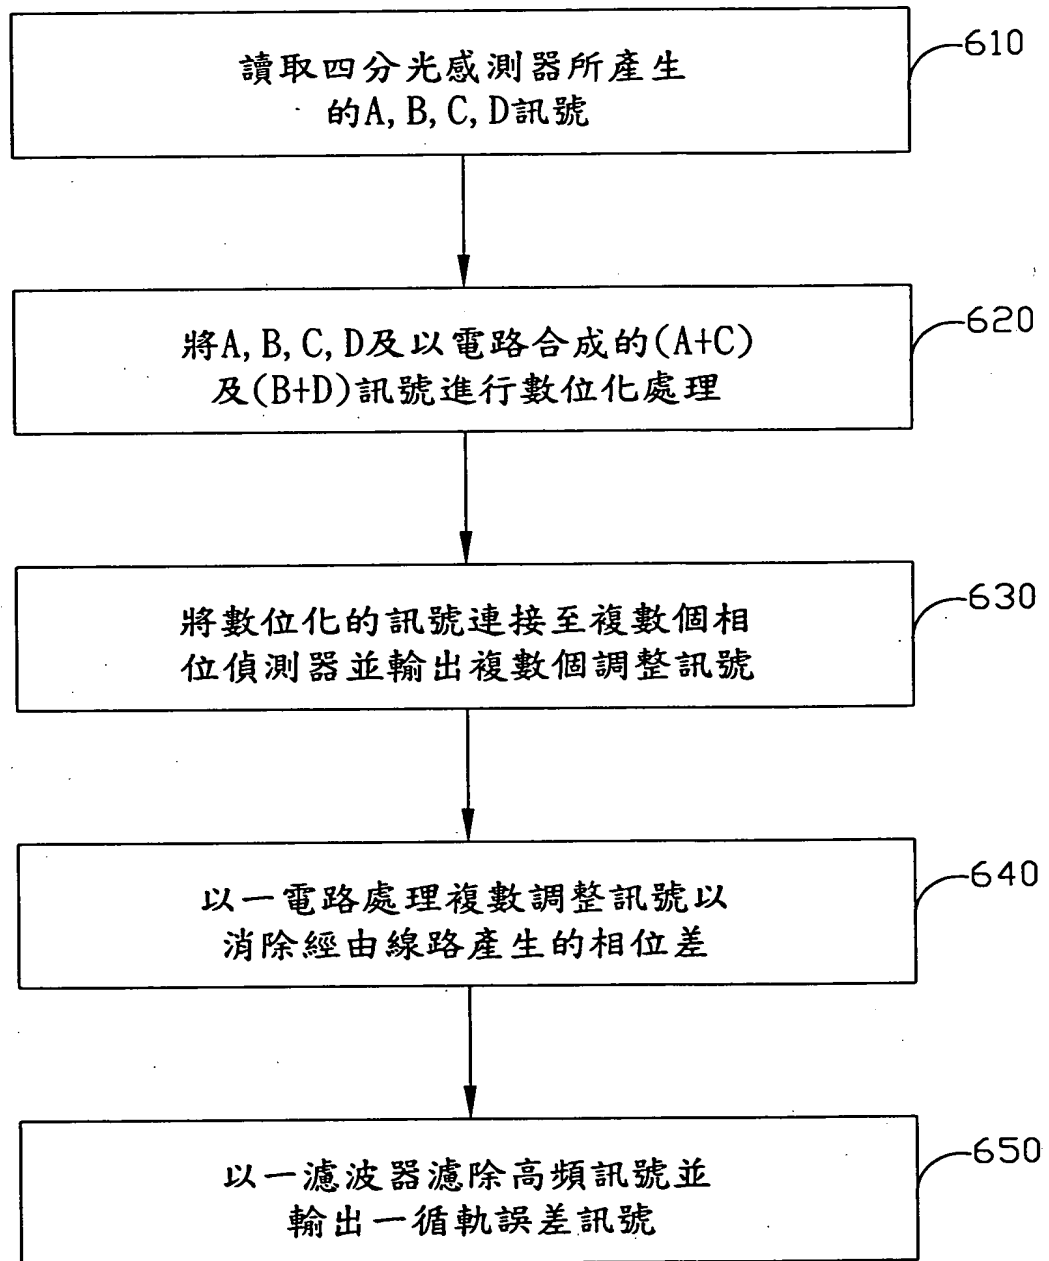 讀取四分光感測器所產生
的A, B, C, D訊號
610
將A, B, C, D及以電路合成的(A+C)
及(B+D)訊號進行數位化處理
620
將數位化的訊號連接至複數個相
位偵測器並輸出複數個調整訊號
630
以一電路處理複數調整訊號以
消除經由線路產生的相位差
640
以一濾波器濾除高頻訊號並
輸出一循軌誤差訊號
650